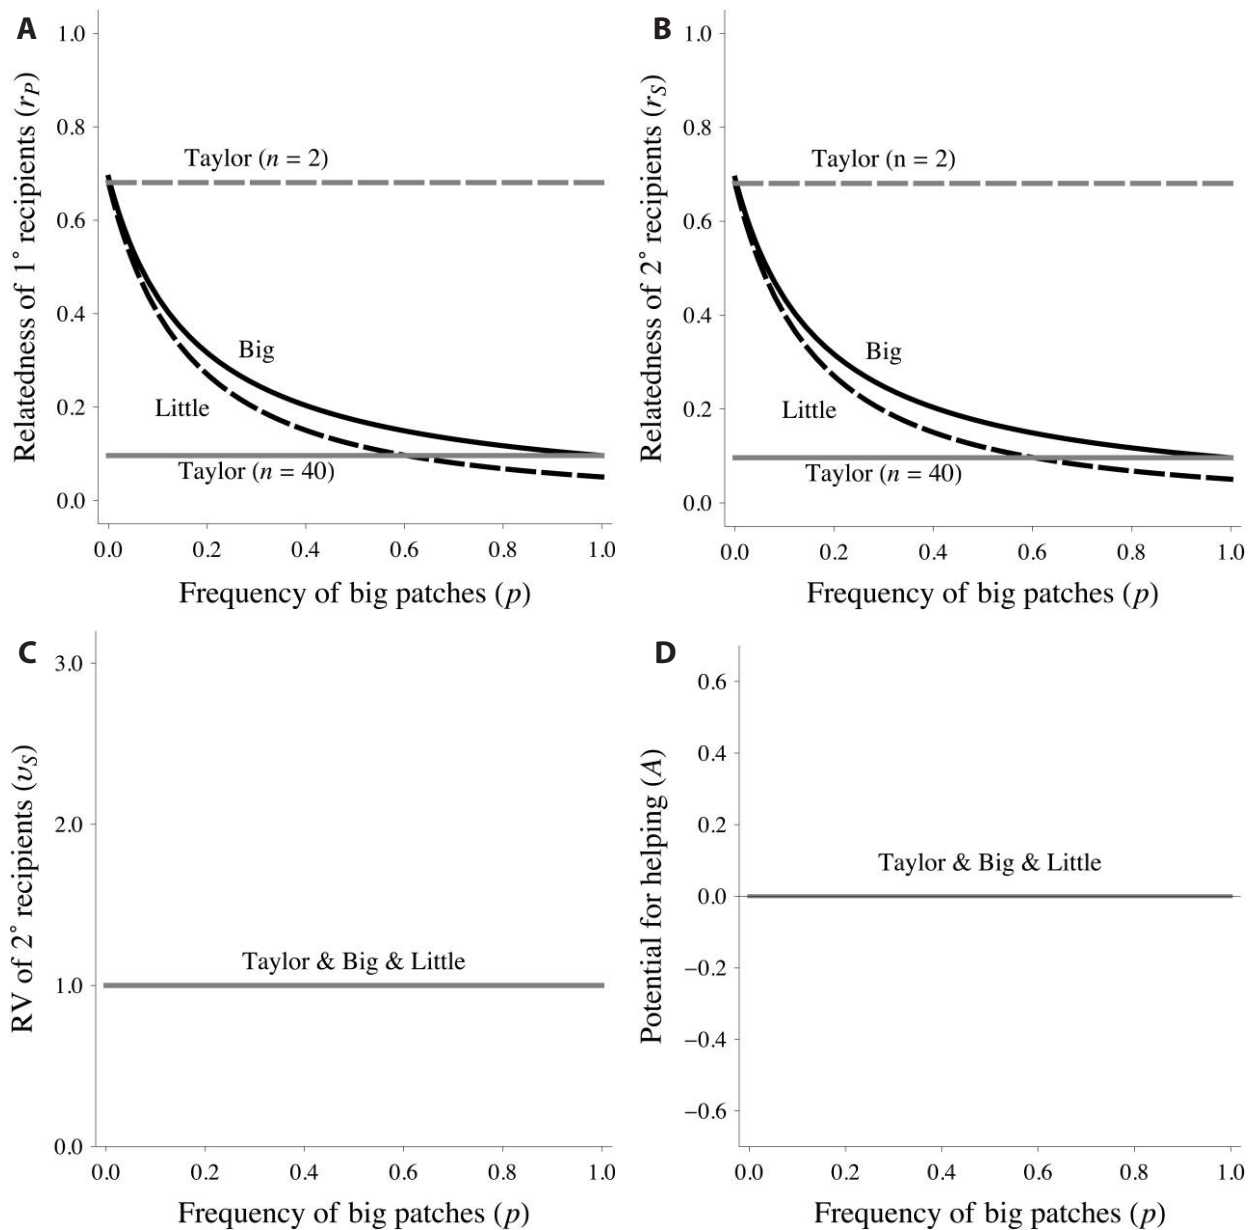 A
Relatedness of 1° recipients (rP)
1.0
0.8
0.6
0.4
0.2
0.0
Taylor (n = 2)
Big
Little
Taylor (n = 40)
0.0 0.2 0.4 0.6 0.8 1.0
Frequency of big patches (p)
B
Relatedness of 2° recipients (rS)
1.0
0.8
0.6
0.4
0.2
0.0
Taylor (n = 2)
Big
Little
Taylor (n = 40)
0.0 0.2 0.4 0.6 0.8 1.0
Frequency of big patches (p)
C
RV of 2° recipients (υS)
3.0
2.0
1.0
0.0
Taylor & Big & Little
0.0 0.2 0.4 0.6 0.8 1.0
Frequency of big patches (p)
D
Potential for helping (A)
0.6
0.4
0.2
0.0
−0.2
−0.4
−0.6
Taylor & Big & Little
0.0 0.2 0.4 0.6 0.8 1.0
Frequency of big patches (p)